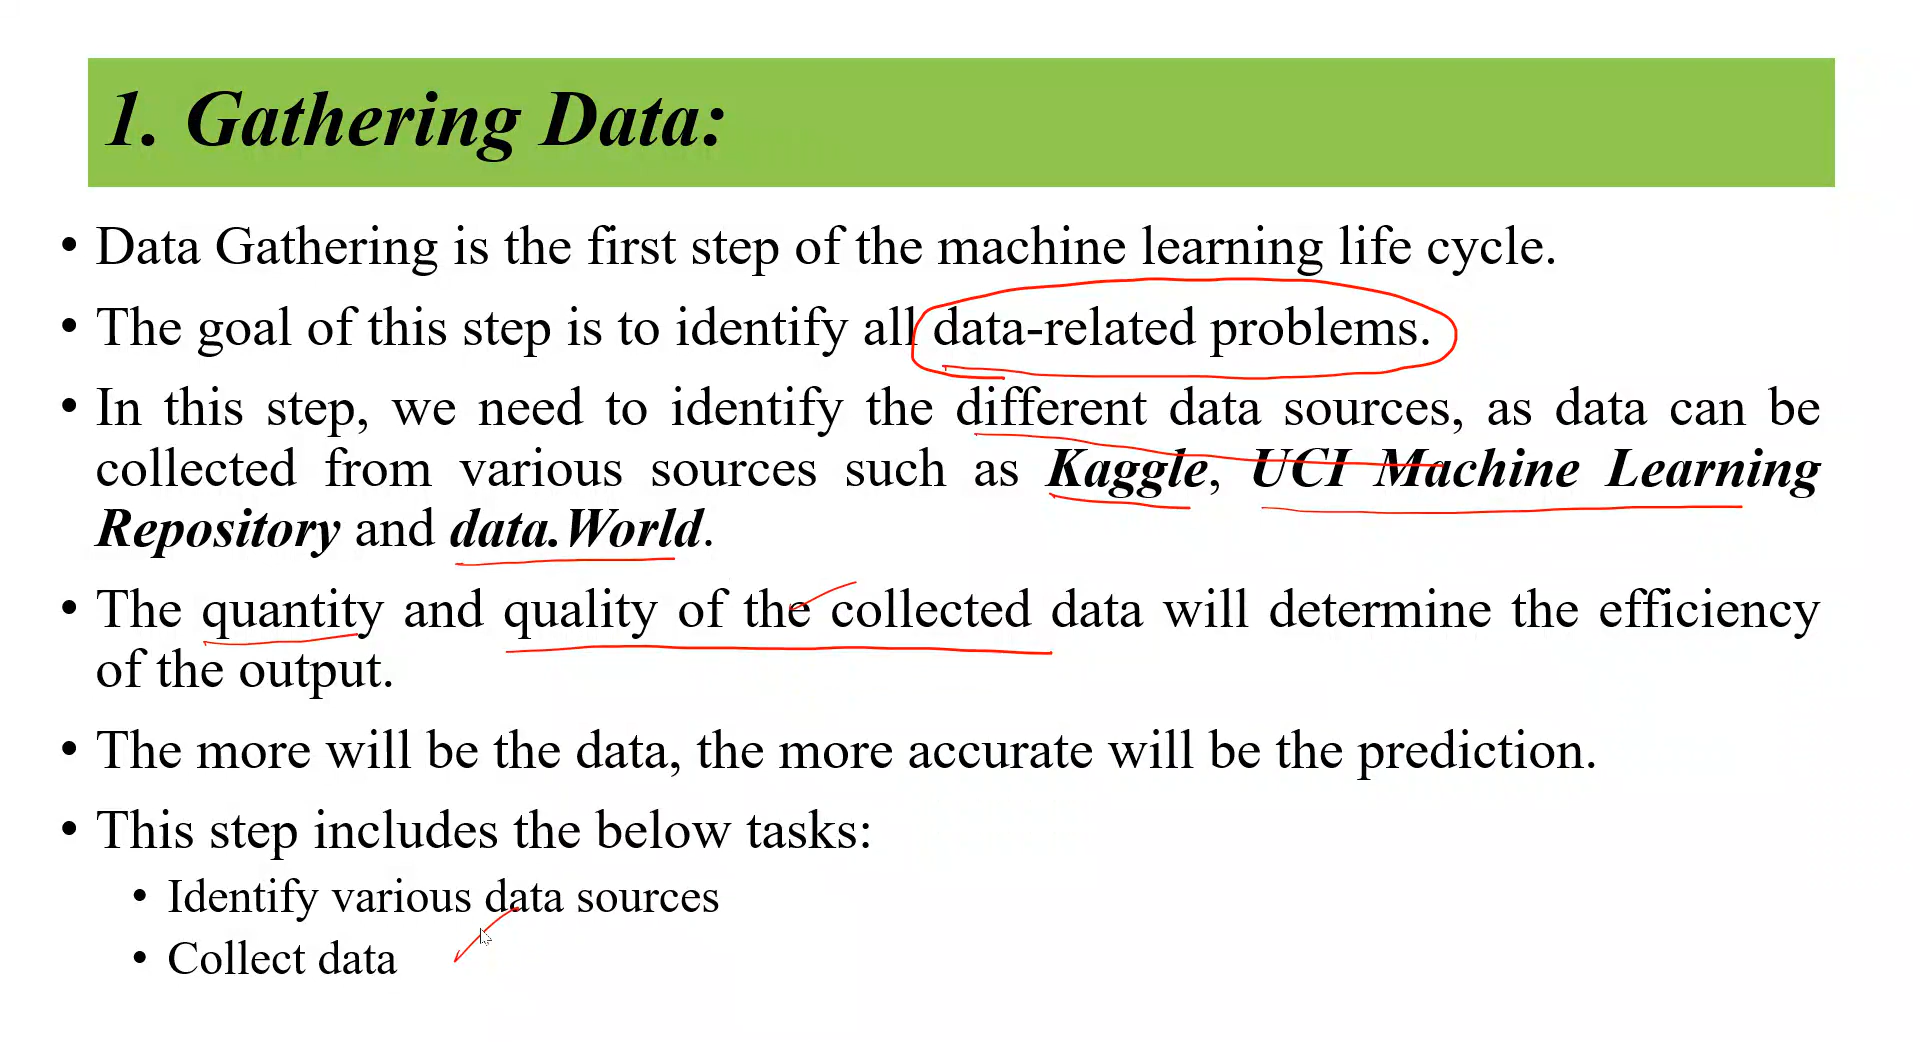 1. Gathering Data:
• Data Gathering is the first step of the machine learning life cycle.
• The goal of this step is to identify all data-related problems.
• In this step, we need to identify the different data sources, as data can be
collected from various sources such as Kaggle, UCI Machine Learning
Repository and data.World.
• The quantity and quality of the collected data will determine the efficiency
of the output.
• The more will be the data, the more accurate will be the prediction.
• This step includes the below tasks:
• Identify various data sources
• Collect data